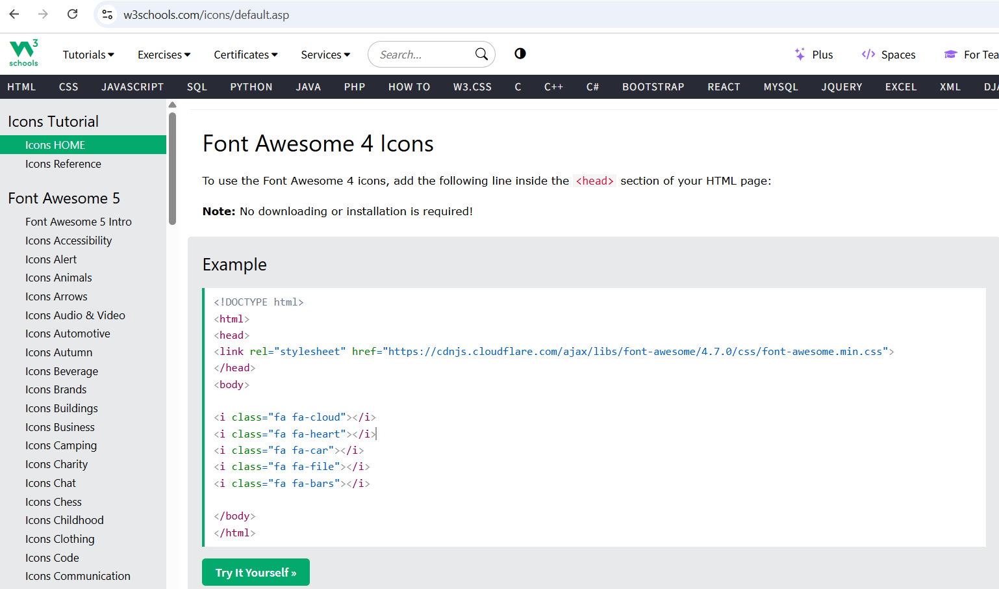 w3schools.com/icons/default.asp
W3 schools
Tutorials
Exercises
Certificates
Services
Search...
Plus
Spaces
For Tea
HTML CSS JAVASCRIPT SQL PYTHON JAVA PHP HOW TO W3.CSS C C++ C# BOOTSTRAP REACT MYSQL JQUERY EXCEL XML DJA
Icons Tutorial
Icons HOME
Icons Reference
Font Awesome 5
Font Awesome 5 Intro
Icons Accessibility
Icons Alert
Icons Animals
Icons Arrows
Icons Audio & Video
Icons Automotive
Icons Autumn
Icons Beverage
Icons Brands
Icons Buildings
Icons Business
Icons Camping
Icons Charity
Icons Chat
Icons Chess
Icons Childhood
Icons Clothing
Icons Code
Icons Communication
Font Awesome 4 Icons
To use the Font Awesome 4 icons, add the following line inside the <head> section of your HTML page:
Note: No downloading or installation is required!
Example
<!DOCTYPE html>
<html>
<head>
<link rel="stylesheet" href="https://cdnjs.cloudflare.com/ajax/libs/font-awesome/4.7.0/css/font-awesome.min.css">
</head>
<body>
<i class="fa fa-cloud"></i>
<i class="fa fa-heart"></i>
<i class="fa fa-car"></i>
<i class="fa fa-file"></i>
<i class="fa fa-bars"></i>
</body>
</html>
Try It Yourself »